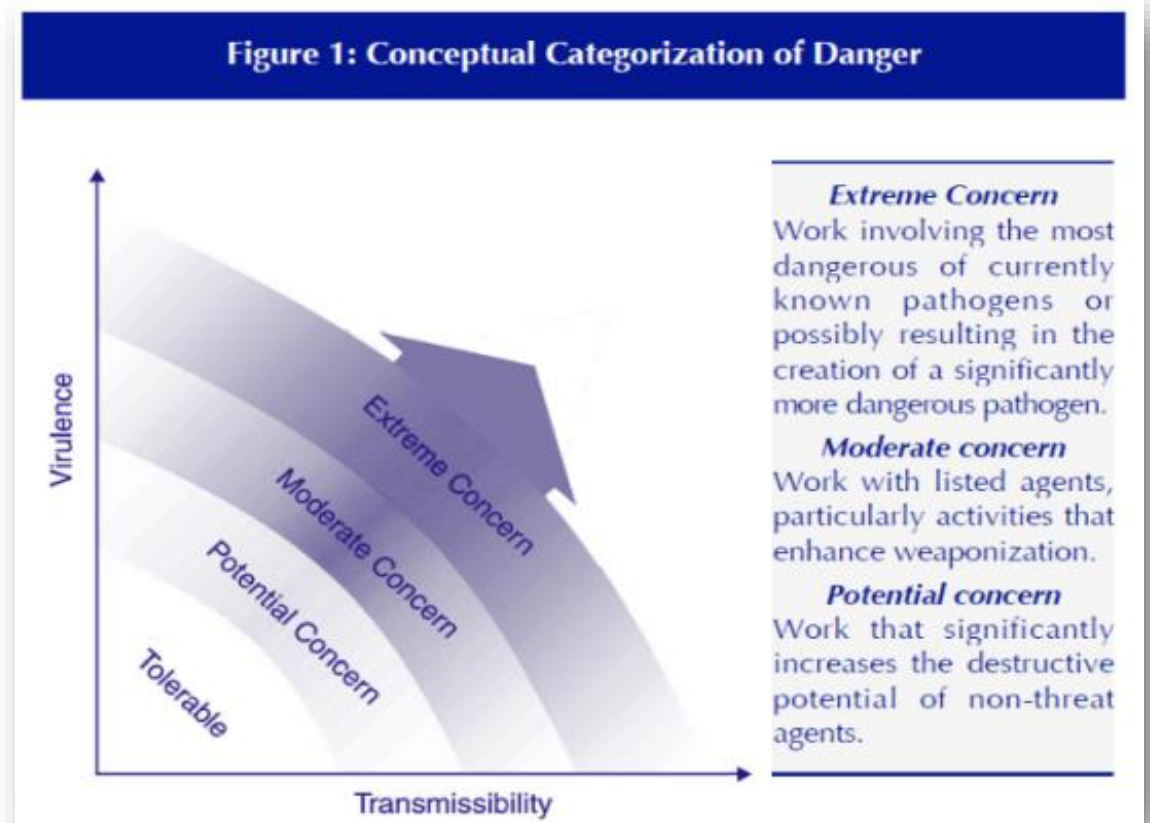 Figure 1: Conceptual Categorization of Danger
Virulence
Extreme Concern
Moderate Concern
Potential Concern
Tolerable
Transmissibility
Extreme Concern
Work involving the most
dangerous of currently
known pathogens or
possibly resulting in the
creation of a significantly
more dangerous pathogen.
Moderate concern
Work with listed agents,
particularly activities that
enhance weaponization.
Potential concern
Work that significantly
increases the destructive
potential of non-threat
agents.